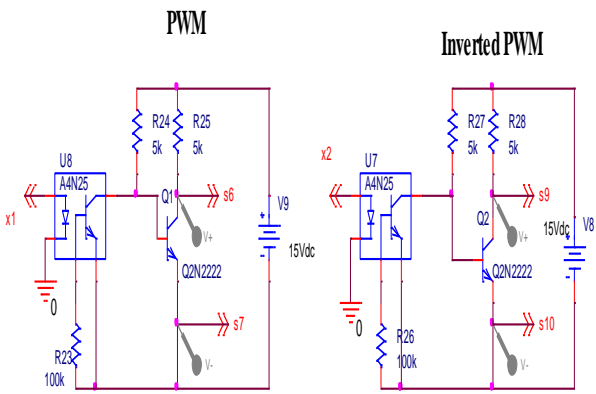 PWM
Inverted PWM
R24
5k
R25
5k
R27
5k
R28
5k
U8
A4N25
U7
A4N25
x1
x2
Q1
Q2
s6
s9
V+
V+
V9
15Vdc
V8
15Vdc
Q2N2222
Q2N2222
0
0
s7
s10
R23
100k
R26
100k
V-
V-